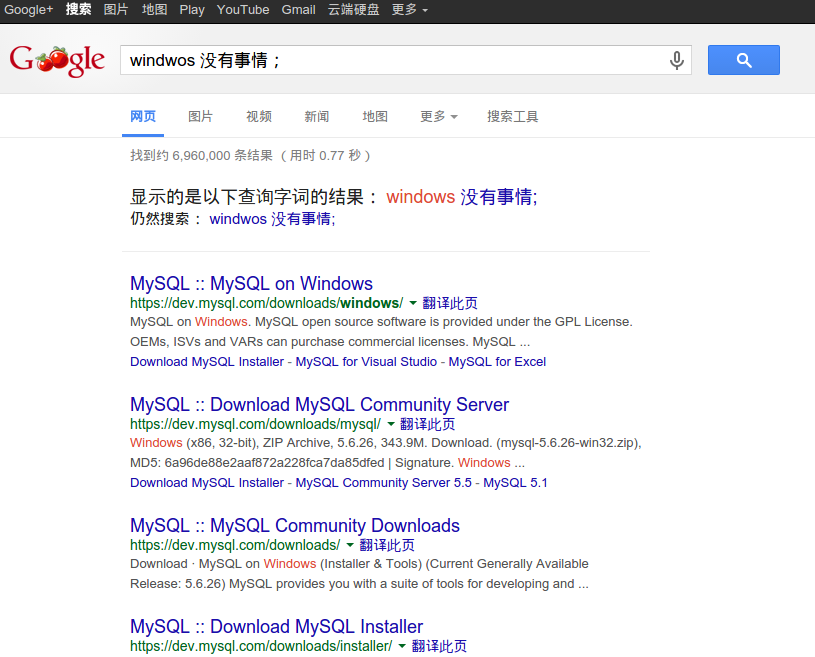 Google+ 搜索 图片 地图 Play YouTube Gmail 云端硬盘 更多
Google
windwos 没有事情；
网页 图片 视频 新闻 地图 更多 搜索工具
找到约 6,960,000 条结果 （用时 0.77 秒）
显示的是以下查询字词的结果： windows 没有事情;
仍然搜索： windwos 没有事情;
MySQL :: MySQL on Windows
https://dev.mysql.com/downloads/windows/ 翻译此页
MySQL on Windows. MySQL open source software is provided under the GPL License.
OEMs, ISVs and VARs can purchase commercial licenses. MySQL ...
Download MySQL Installer - MySQL for Visual Studio - MySQL for Excel
MySQL :: Download MySQL Community Server
https://dev.mysql.com/downloads/mysql/ 翻译此页
Windows (x86, 32-bit), ZIP Archive, 5.6.26, 343.9M. Download. (mysql-5.6.26-win32.zip),
MD5: 6a96de88e2aaf872a228fca7da85dfed | Signature. Windows ...
Download MySQL Installer - MySQL Community Server 5.5 - MySQL 5.1
MySQL :: MySQL Community Downloads
https://dev.mysql.com/downloads/ 翻译此页
Download · MySQL on Windows (Installer & Tools) (Current Generally Available
Release: 5.6.26) MySQL provides you with a suite of tools for developing and ...
MySQL :: Download MySQL Installer
https://dev.mysql.com/downloads/installer/ 翻译此页